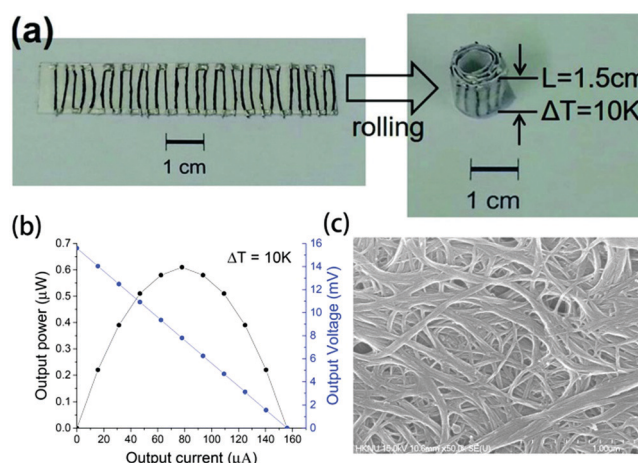 (a)
rolling
L=1.5cm
ΔT=10K
1 cm
1 cm
(b)
ΔT = 10K
Output power (μW)
0.7
0.6
0.5
0.4
0.3
0.2
0.1
0.0
Output Voltage (mV)
16
14
12
10
8
6
4
2
0
0 20 40 60 80 100 120 140 160
Output current (μA)
(c)
1.00um